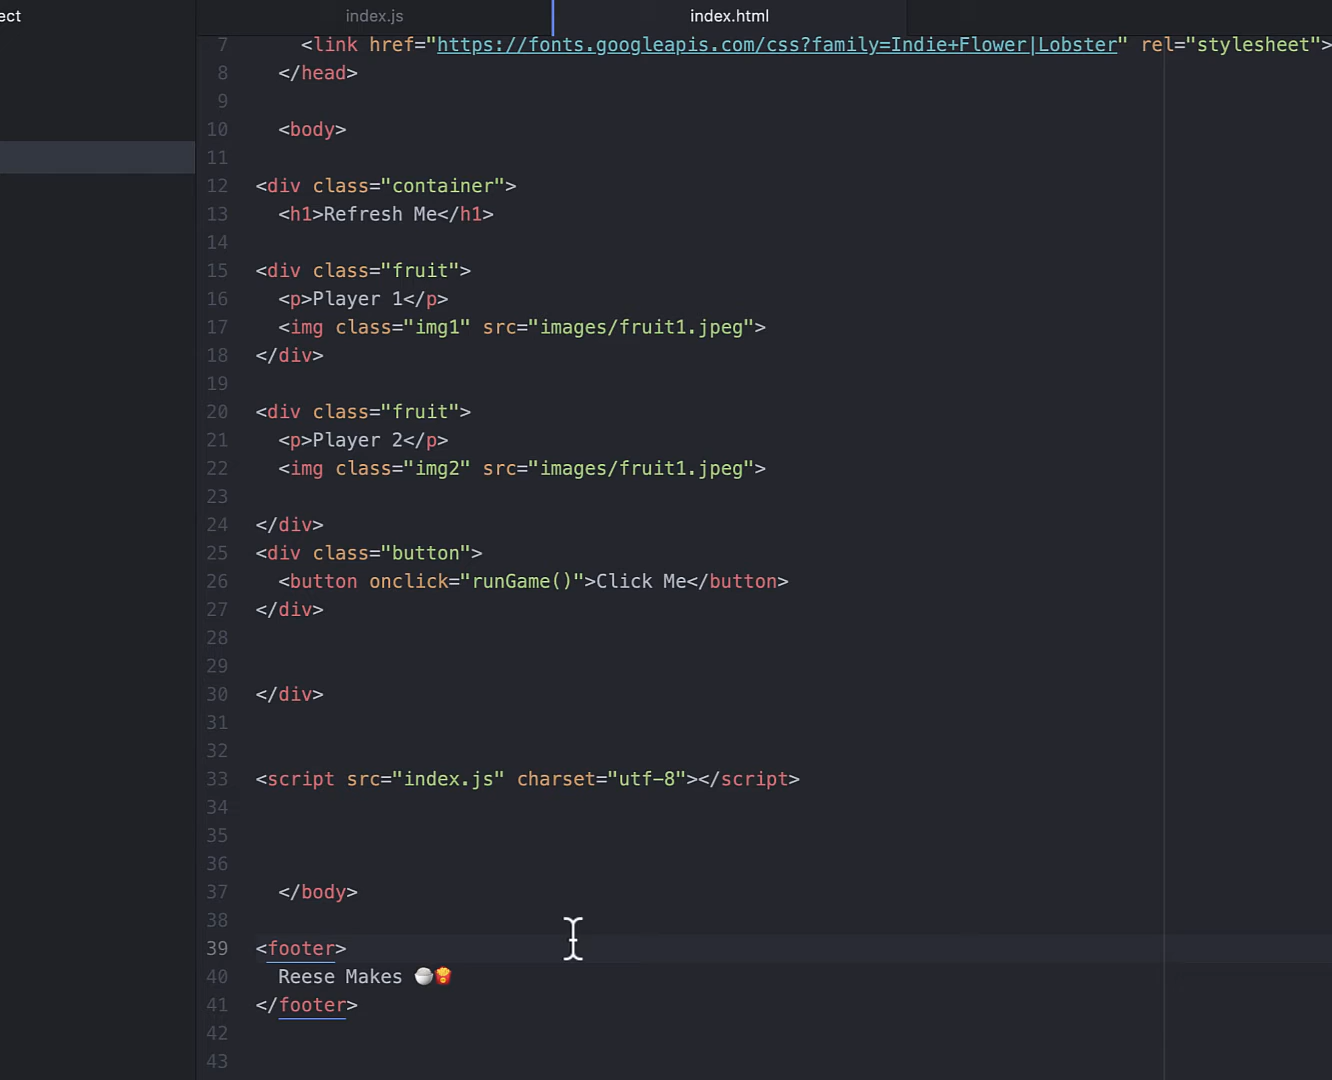 ect
index.js
index.html
7 <link href="https://fonts.googleapis.com/css?family=Indie+Flower|Lobster" rel="stylesheet">
8 </head>
9
10 <body>
11
12 <div class="container">
13 <h1>Refresh Me</h1>
14
15 <div class="fruit">
16 <p>Player 1</p>
17 <img class="img1" src="images/fruit1.jpeg">
18 </div>
19
20 <div class="fruit">
21 <p>Player 2</p>
22 <img class="img2" src="images/fruit1.jpeg">
23
24 </div>
25 <div class="button">
26 <button onclick="runGame()">Click Me</button>
27 </div>
28
29
30 </div>
31
32
33 <script src="index.js" charset="utf-8"></script>
34
35
36
37 </body>
38
39 <footer>
40 Reese Makes 🍚🍟
41 </footer>
42
43